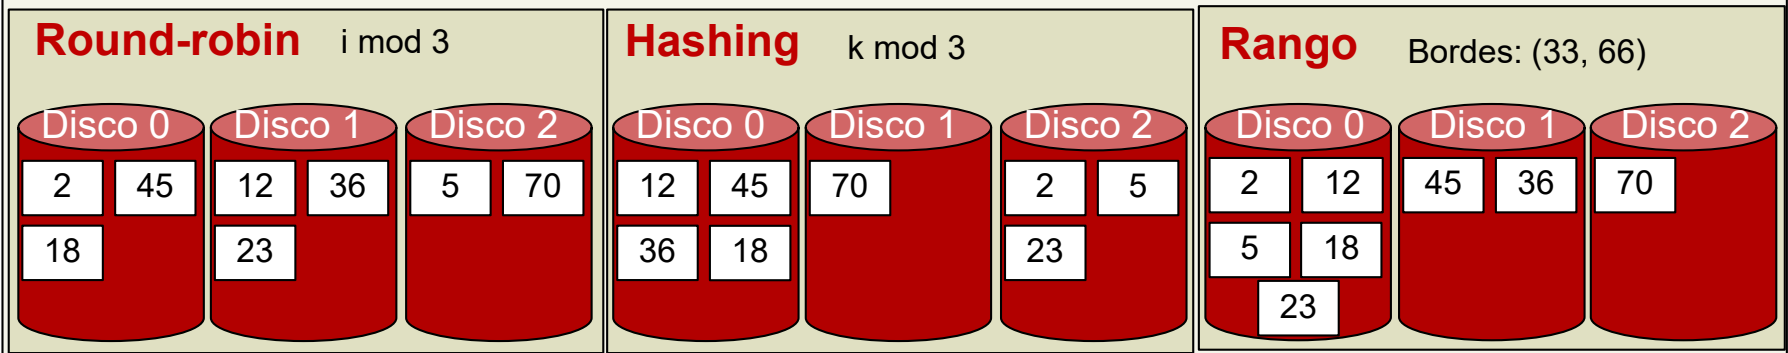 Round-robin i mod 3
Disco 0 Disco 1 Disco 2
2 45 12 36 5 70
18 23
Hashing k mod 3
Disco 0 Disco 1 Disco 2
12 45 70 2 5
36 18 23
Rango Bordes: (33, 66)
Disco 0 Disco 1 Disco 2
2 12 45 36 70
5 18
23